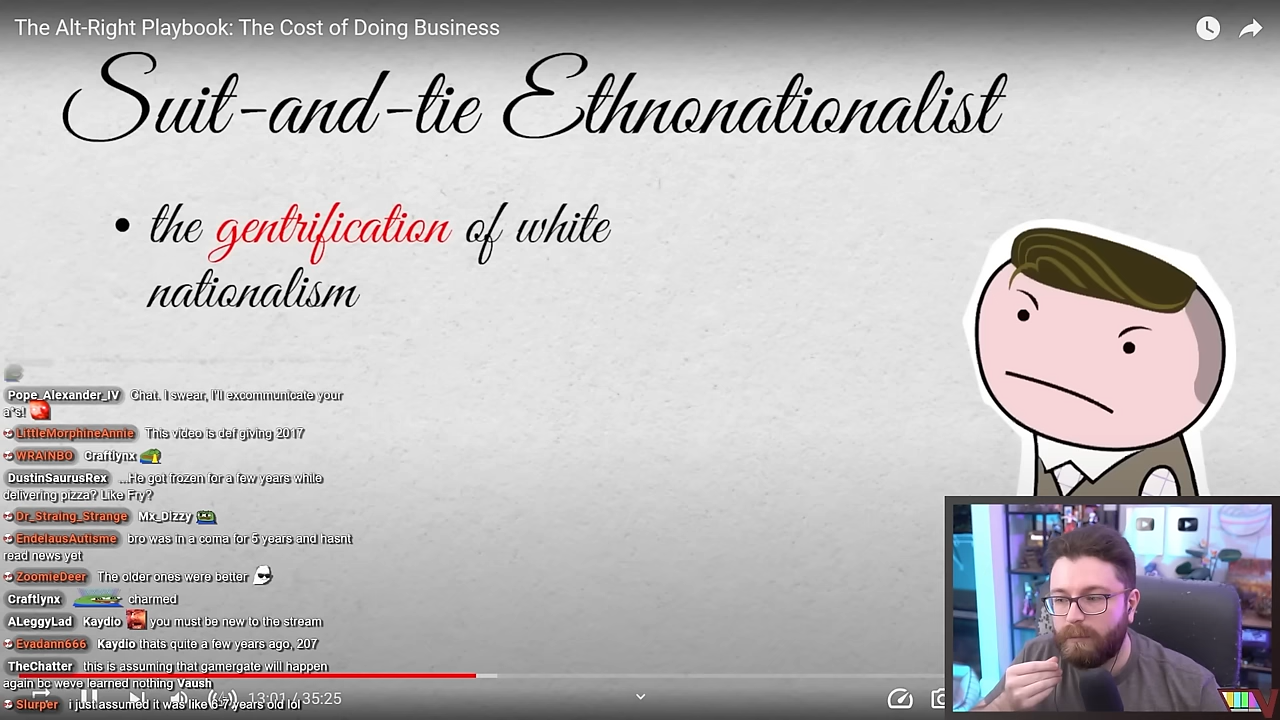 The Alt-Right Playbook: The Cost of Doing Business
Suit-and-tie Ethnonationalist
• the gentrification of white
nationalism
Pope_Alexander_IV Chat. I swear, I'll excommunicate your
a*s!
LittleMorphineAnnie This video is def giving 2017
WRAINBO Craftlynx
DustinSaurusRex ...He got frozen for a few years while
delivering pizza? Like Fry?
Dr_Straing_Strange Mx_Dizzy
EndelausAutisme bro was in a coma for 5 years and hasnt
read news yet
ZoomieDeer The older ones were better
Craftlynx charmed
ALeggyLad Kaydio you must be new to the stream
Evadann666 Kaydio thats quite a few years ago, 207
TheChatter this is assuming that gamergate will happen
again bc weve learned nothing Vaush
13:01 / 35:25
Slurper i just assumed it was like 6-7 years old lol